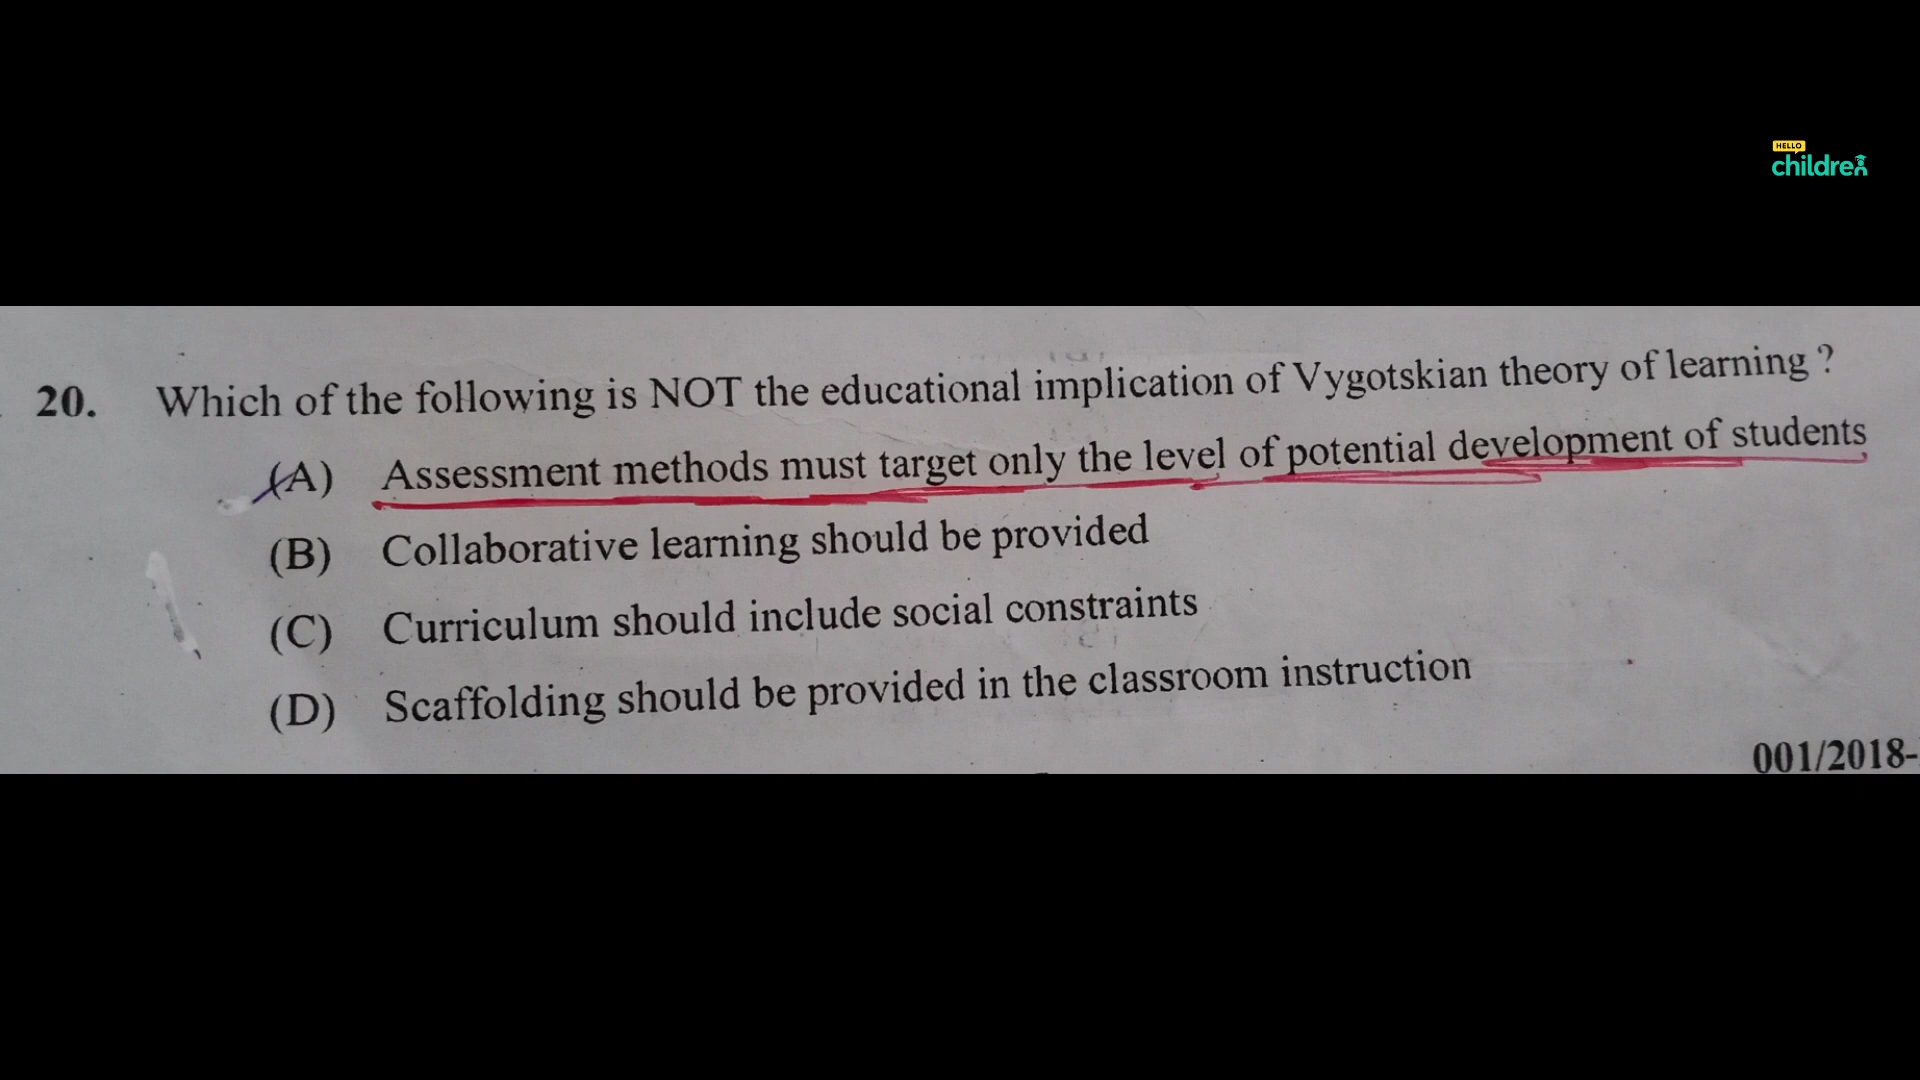 HELLO
children
20. Which of the following is NOT the educational implication of Vygotskian theory of learning ?
(A) Assessment methods must target only the level of potential development of students
(B) Collaborative learning should be provided
(C) Curriculum should include social constraints
(D) Scaffolding should be provided in the classroom instruction
001/2018-